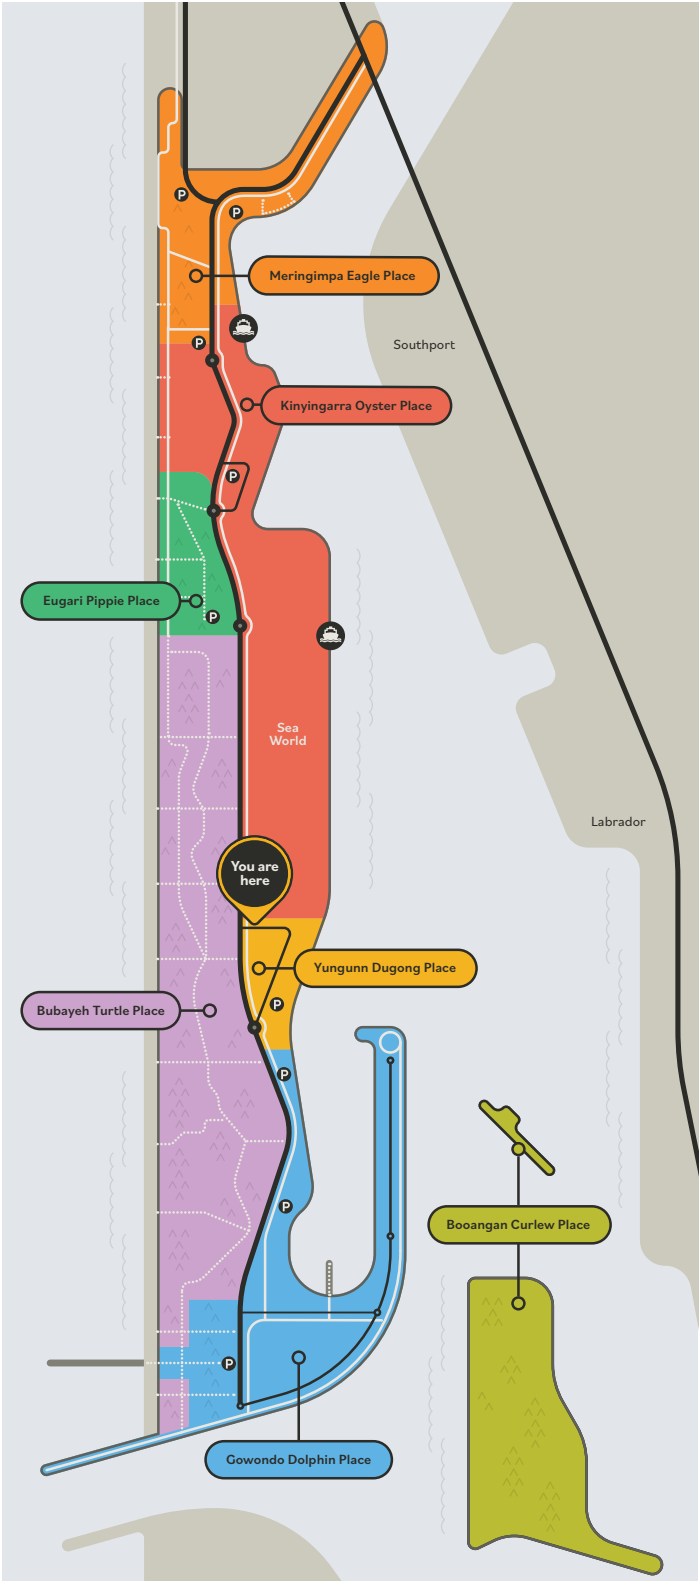 P
P
Meringimpa Eagle Place
P
Southport
Kinyingarra Oyster Place
P
Eugari Pippie Place
P
Sea
World
Labrador
You are
here
Yungunn Dugong Place
P
Bubayeh Turtle Place
P
P
Booangan Curlew Place
P
Gowondo Dolphin Place